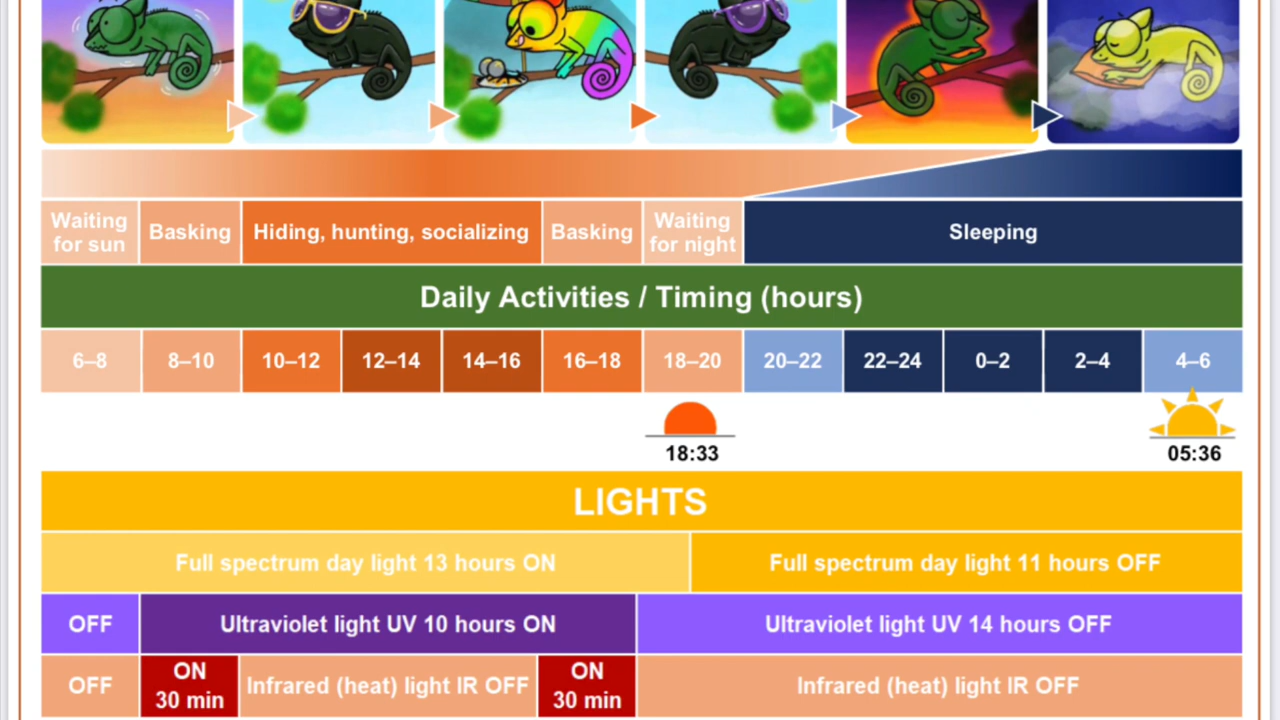 Waiting
for sun
Basking
Hiding, hunting, socializing
Basking
Waiting
for night
Sleeping
Daily Activities / Timing (hours)
6–8
8–10
10–12
12–14
14–16
16–18
18–20
20–22
22–24
0–2
2–4
4–6
18:33
05:36
LIGHTS
Full spectrum day light 13 hours ON
Full spectrum day light 11 hours OFF
OFF
Ultraviolet light UV 10 hours ON
Ultraviolet light UV 14 hours OFF
OFF
ON
30 min
Infrared (heat) light IR OFF
ON
30 min
Infrared (heat) light IR OFF